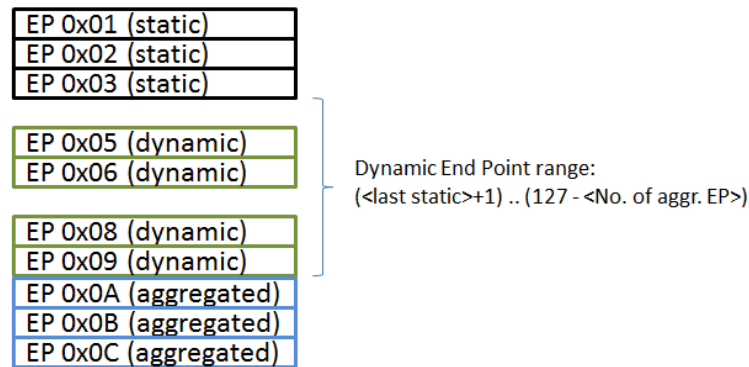 EP 0x01 (static)
EP 0x02 (static)
EP 0x03 (static)
EP 0x05 (dynamic)
EP 0x06 (dynamic)
Dynamic End Point range:
(<last static>+1) .. (127 - <No. of aggr. EP>)
EP 0x08 (dynamic)
EP 0x09 (dynamic)
EP 0x0A (aggregated)
EP 0x0B (aggregated)
EP 0x0C (aggregated)